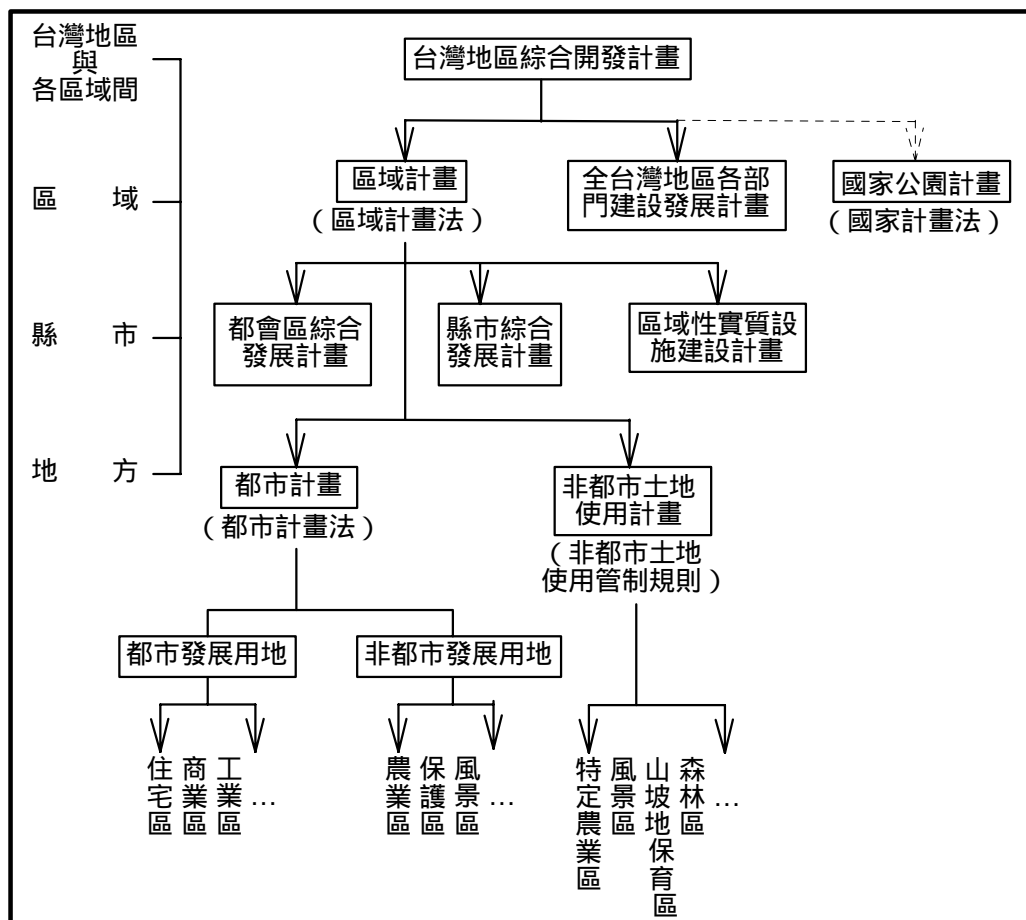 台灣地區
與
各區域間
台灣地區綜合開發計畫
區域
區域計畫
(區域計畫法)
全台灣地區各部
門建設發展計畫
國家公園計畫
(國家計畫法)
縣市
都會區綜合
發展計畫
縣市綜合
發展計畫
區域性實質設
施建設計畫
地方
都市計畫
(都市計畫法)
非都市土地
使用計畫
(非都市土地
使用管制規則)
都市發展用地
非都市發展用地
住宅區
商業區
工業區
…
農業區
保護區
風景區
…
特定農業區
風景區
山坡地保育區
森林區
…